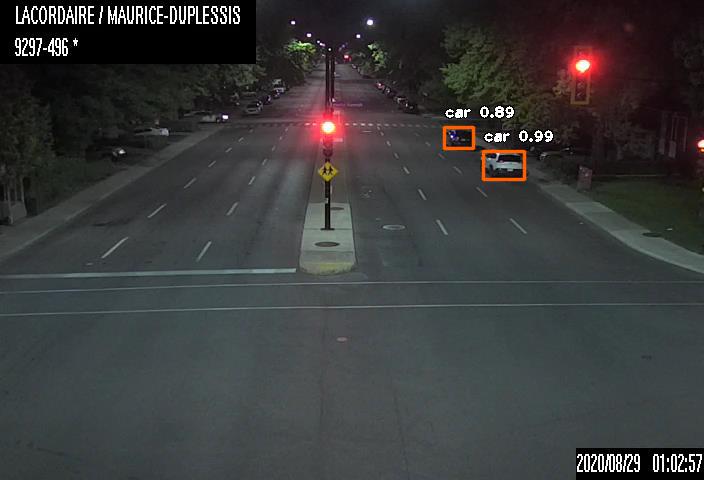 LACORDAIRE / MAURICE-DUPLESSIS
9297-496 *
car 0.89
car 0.99
2020/08/29 01:02:57